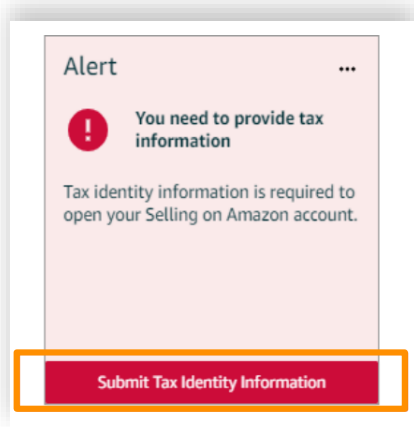 Alert
...
!
You need to provide tax
information
Tax identity information is required to
open your Selling on Amazon account.
Submit Tax Identity Information